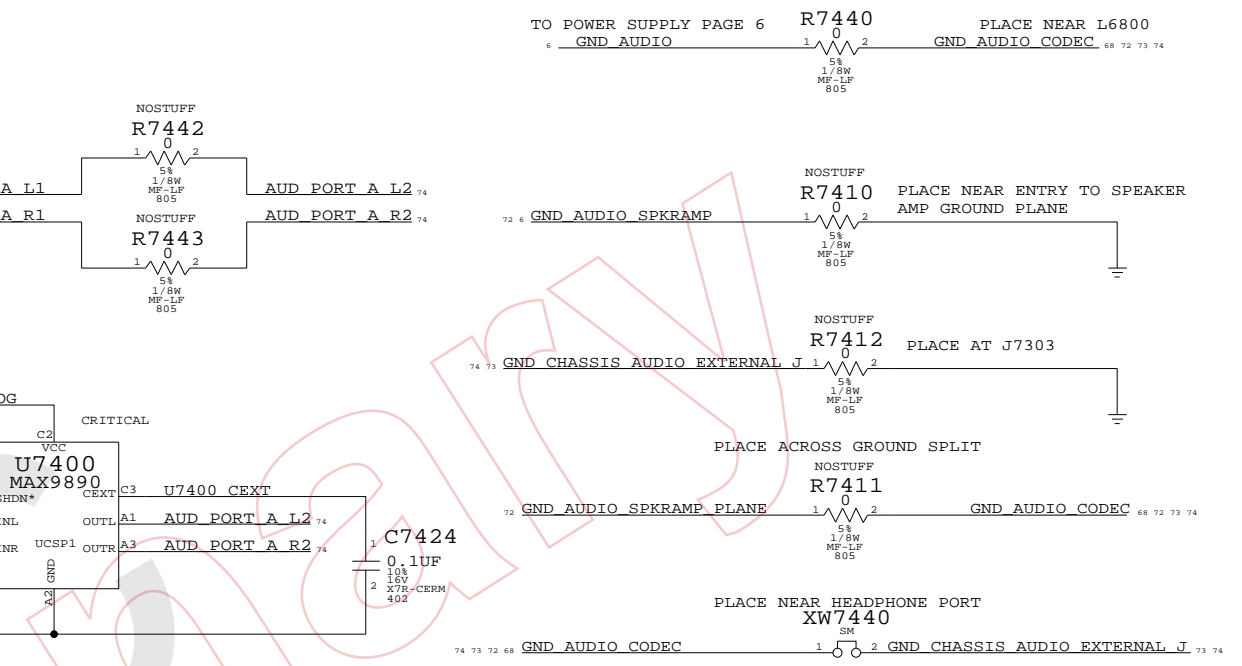 TO POWER SUPPLY PAGE 6
R7440
PLACE NEAR L6800
0
6 GND_AUDIO
1 2
GND_AUDIO_CODEC 68 72 73 74
5%
1/8W
MF-LF
805
NOSTUFF
R7442
0
1 2
5%
1/8W
MF-LF
805
A_L1
AUD_PORT_A_L2 74
A_R1
AUD_PORT_A_R2 74
NOSTUFF
R7443
0
1 2
5%
1/8W
MF-LF
805
NOSTUFF
R7410
0
PLACE NEAR ENTRY TO SPEAKER
AMP GROUND PLANE
72 6 GND_AUDIO_SPKRAMP
1 2
5%
1/8W
MF-LF
805
NOSTUFF
R7412
0
PLACE AT J7303
74 73 GND_CHASSIS_AUDIO_EXTERNAL_J
1 2
5%
1/8W
MF-LF
805
OG
CRITICAL
C2
VCC
U7400
MAX9890
SHDN*
CEXT C3 U7400_CEXT
INL
OUTL A1 AUD_PORT_A_L2 74
INR
UCSP1
OUTR A3 AUD_PORT_A_R2 74
GND
A2
1
C7424
0.1UF
10%
16V
2 X7R-CERM
402
PLACE ACROSS GROUND SPLIT
NOSTUFF
R7411
0
72 GND_AUDIO_SPKRAMP_PLANE
1 2
GND_AUDIO_CODEC 68 72 73 74
5%
1/8W
MF-LF
805
PLACE NEAR HEADPHONE PORT
XW7440
SM
74 73 72 68 GND_AUDIO_CODEC
1 2
GND_CHASSIS_AUDIO_EXTERNAL_J 73 74
nary